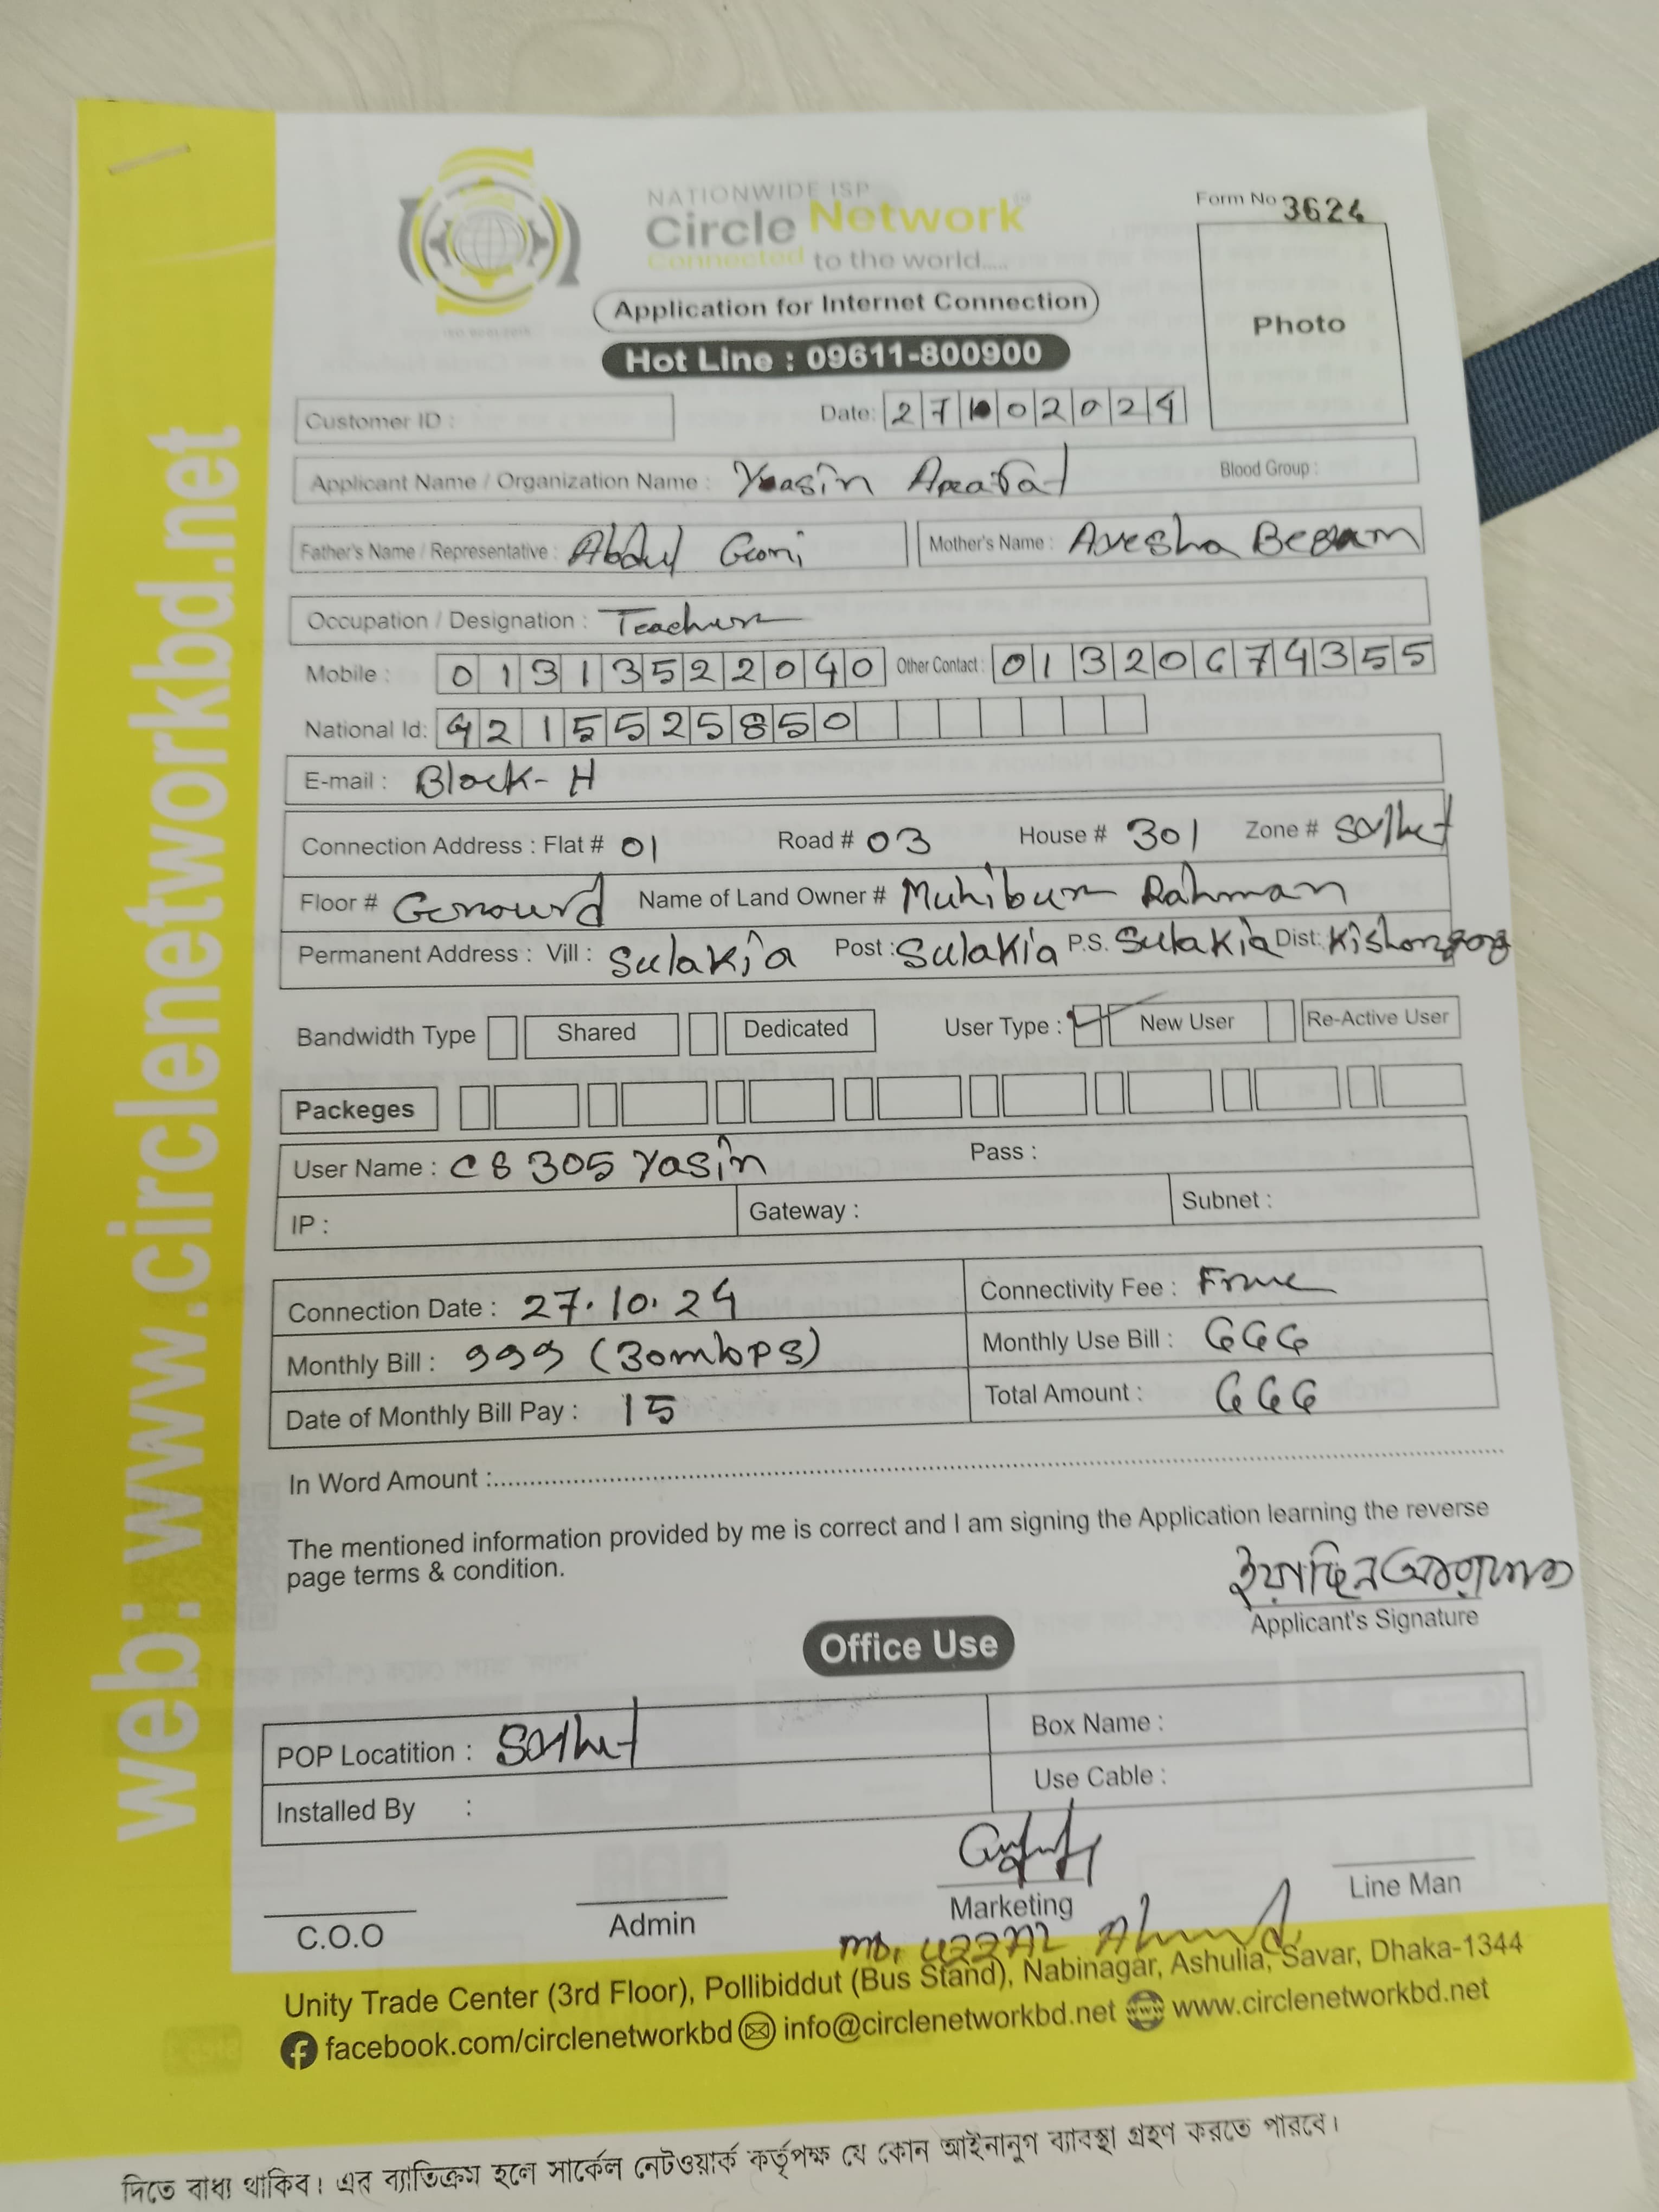 web: www.circlenetworkbd.net
NATIONWIDE ISP
Circle Network
Connected to the world.....
Form No 3624
Photo
Application for Internet Connection
Hot Line : 09611-800900
Customer ID :
Date: 27102024
Applicant Name / Organization Name : Yeasin Arafat
Blood Group :
Father's Name / Representative : Abdul Goni
Mother's Name : Ayesha Begam
Occupation / Designation : Teacher
Mobile : 01313522040 Other Contact : 01320674355
National Id: 4215525850
E-mail : Block- H
Connection Address : Flat # 01 Road # 03 House # 301 Zone # Sylhet
Floor # Ground Name of Land Owner # Muhibur Rahman
Permanent Address : Vill : Sulakia Post : Sulakia P.S. Sulakia Dist: Kishorgog
Bandwidth Type Shared Dedicated User Type : New User Re-Active User
Packeges
User Name : C8305 Yasin Pass :
IP : Gateway : Subnet :
Connection Date : 27.10.24 Connectivity Fee : Free
Monthly Bill : 999 (30mbps) Monthly Use Bill : 666
Date of Monthly Bill Pay : 15 Total Amount : 666
In Word Amount :
The mentioned information provided by me is correct and I am signing the Application learning the reverse
page terms & condition.
ইয়াছিন আরাফাত
Applicant's Signature
Office Use
POP Locatition : Sylhet Box Name :
Installed By : Use Cable :
C.O.O Admin Marketing Line Man
MD. UZZAL Ahmed
Unity Trade Center (3rd Floor), Pollibiddut (Bus Stand), Nabinagar, Ashulia, Savar, Dhaka-1344
facebook.com/circlenetworkbd info@circlenetworkbd.net www.circlenetworkbd.net
দিতে বাধ্য থাকিব। এর ব্যাতিক্রম হলে সার্কেল নেটওয়ার্ক কর্তৃপক্ষ যে কোন আইনানুগ ব্যাবস্থা গ্রহণ করতে পারবে।